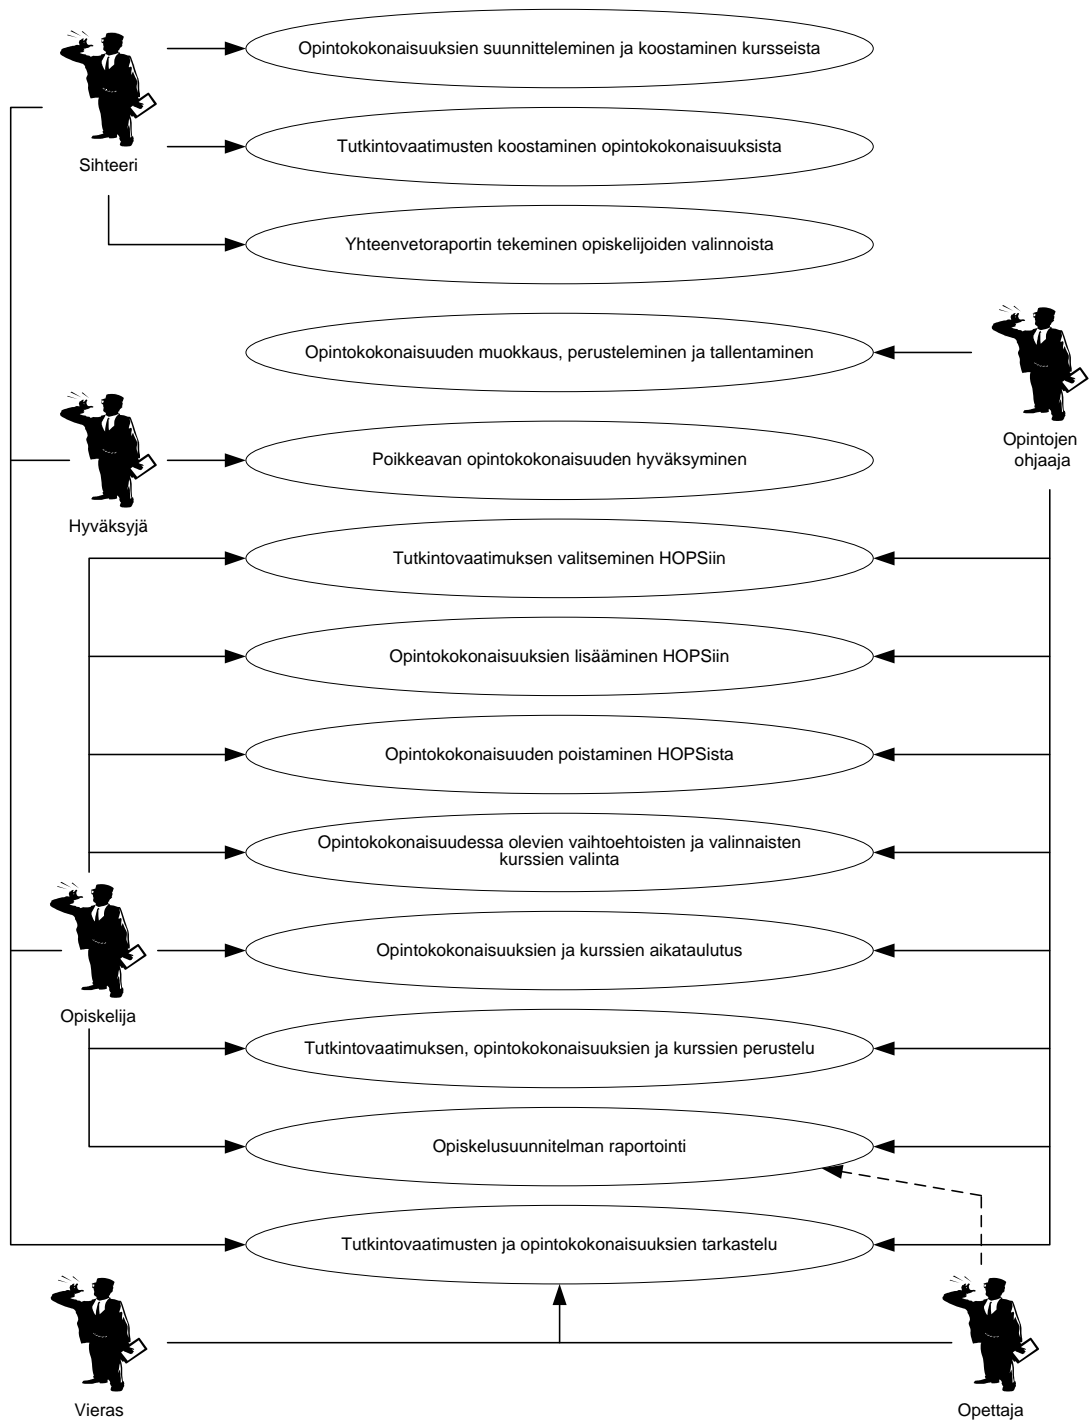 Opintokokonaisuuksien suunnitteleminen ja koostaminen kursseista
Tutkintovaatimusten koostaminen opintokokonaisuuksista
Sihteeri
Yhteenvetoraportin tekeminen opiskelijoiden valinnoista
Opintokokonaisuuden muokkaus, perusteleminen ja tallentaminen
Opintojen
ohjaaja
Poikkeavan opintokokonaisuuden hyväksyminen
Hyväksyjä
Tutkintovaatimuksen valitseminen HOPSiin
Opintokokonaisuuksien lisääminen HOPSiin
Opintokokonaisuuden poistaminen HOPSista
Opintokokonaisuudessa olevien vaihtoehtoisten ja valinnaisten
kurssien valinta
Opintokokonaisuuksien ja kurssien aikataulutus
Opiskelija
Tutkintovaatimuksen, opintokokonaisuuksien ja kurssien perustelu
Opiskelusuunnitelman raportointi
Tutkintovaatimusten ja opintokokonaisuuksien tarkastelu
Vieras
Opettaja